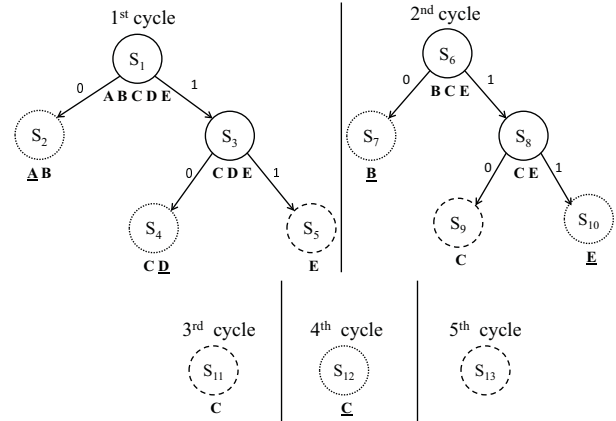 1st cycle
2nd cycle
S1
S6
0
1
0
1
A B C D E
B C E
S2
S3
S7
S8
A B
0
C D E
1
B
0
C E
1
S4
S5
S9
S10
C D
E
C
E
3rd cycle
4th cycle
5th cycle
S11
S12
S13
C
C